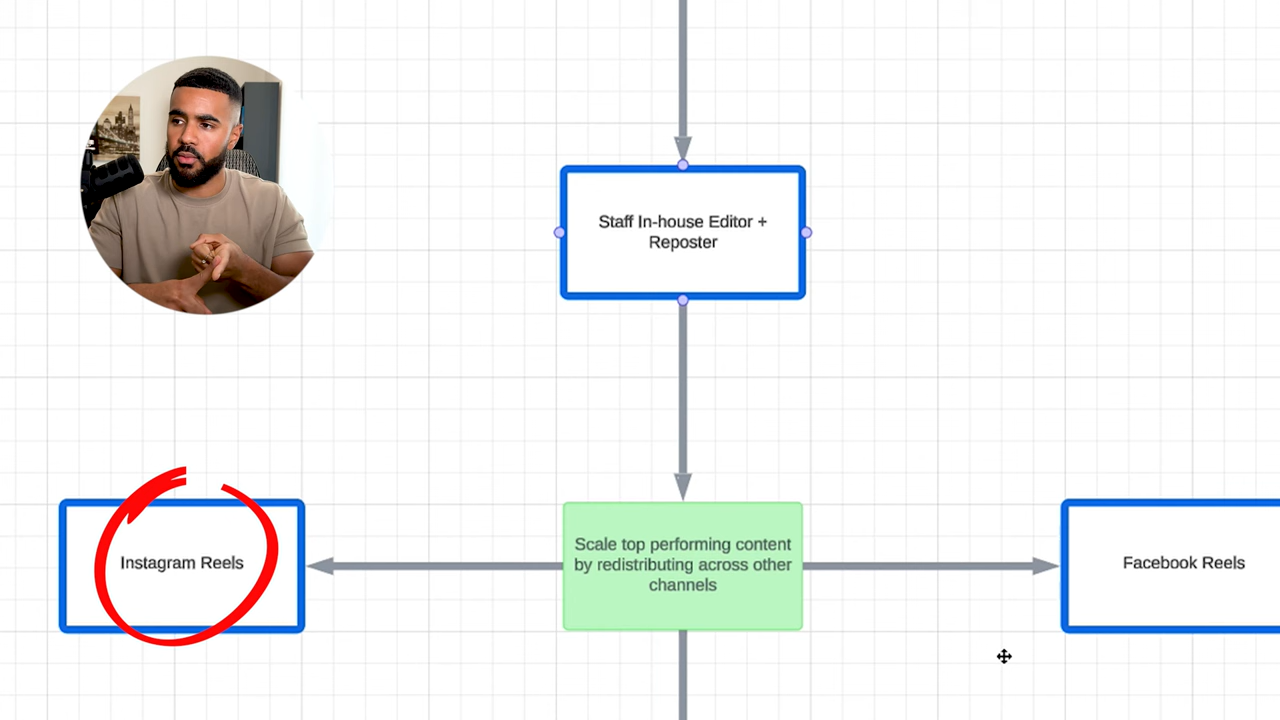 Staff In-house Editor +
Reposter
Instagram Reels
Scale top performing content
by redistributing across other
channels
Facebook Reels